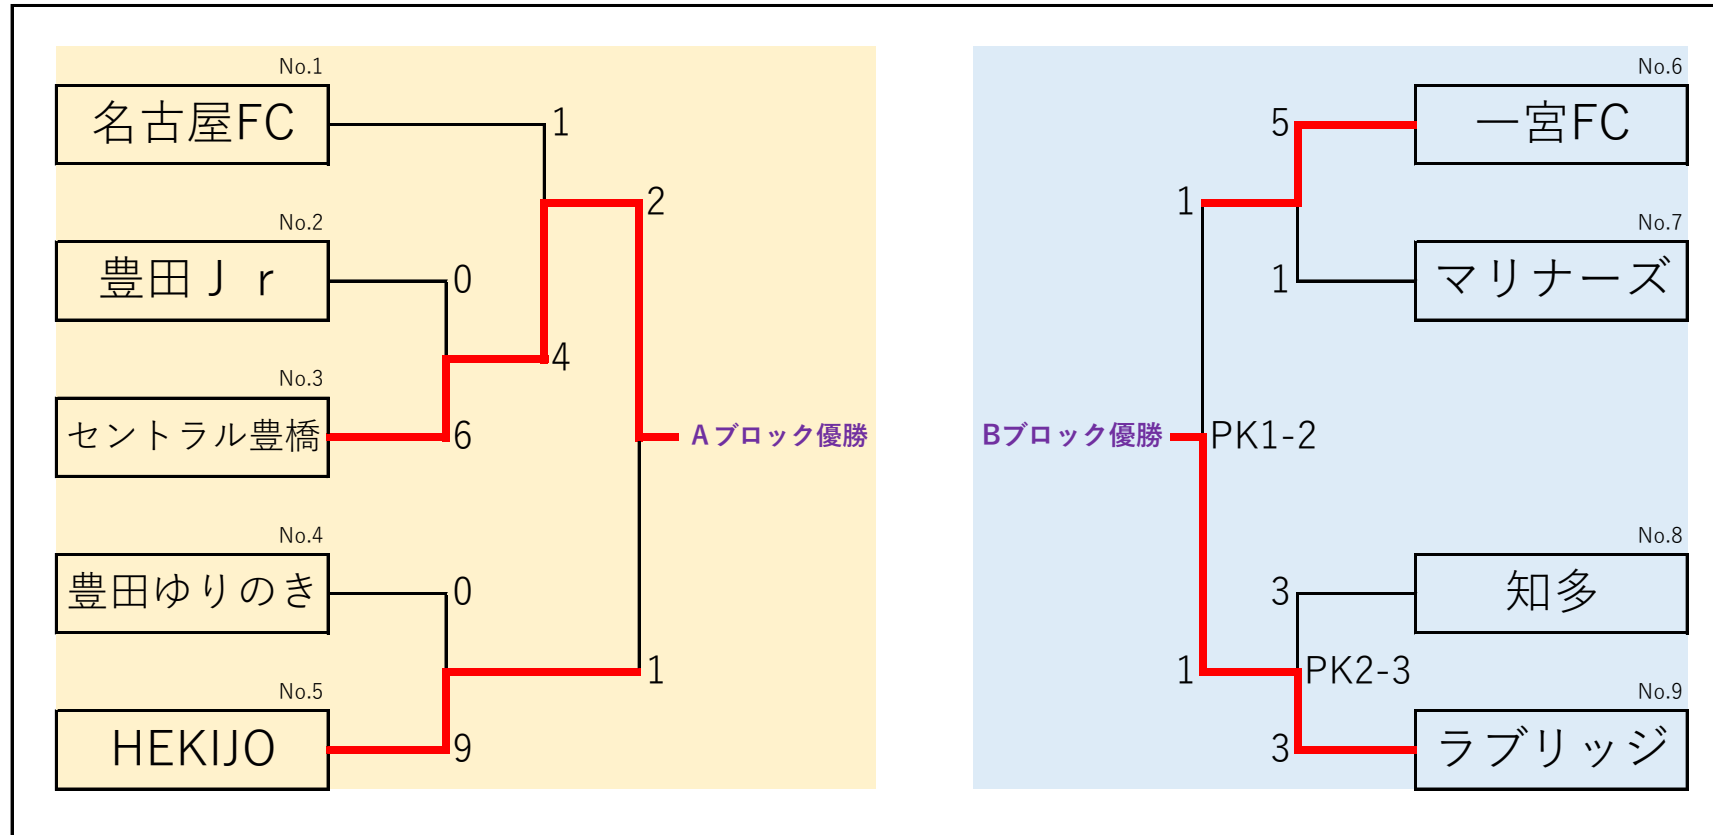 No.1
名古屋FC
1
2
No.2
豊田Ｊｒ
0
4
No.3
セントラル豊橋
6
Aブロック優勝
No.4
豊田ゆりのき
0
1
No.5
HEKIJO
9
No.6
5
一宮FC
1
No.7
1
マリナーズ
Bブロック優勝
PK1-2
No.8
3
知多
1
PK2-3
No.9
3
ラブリッジ